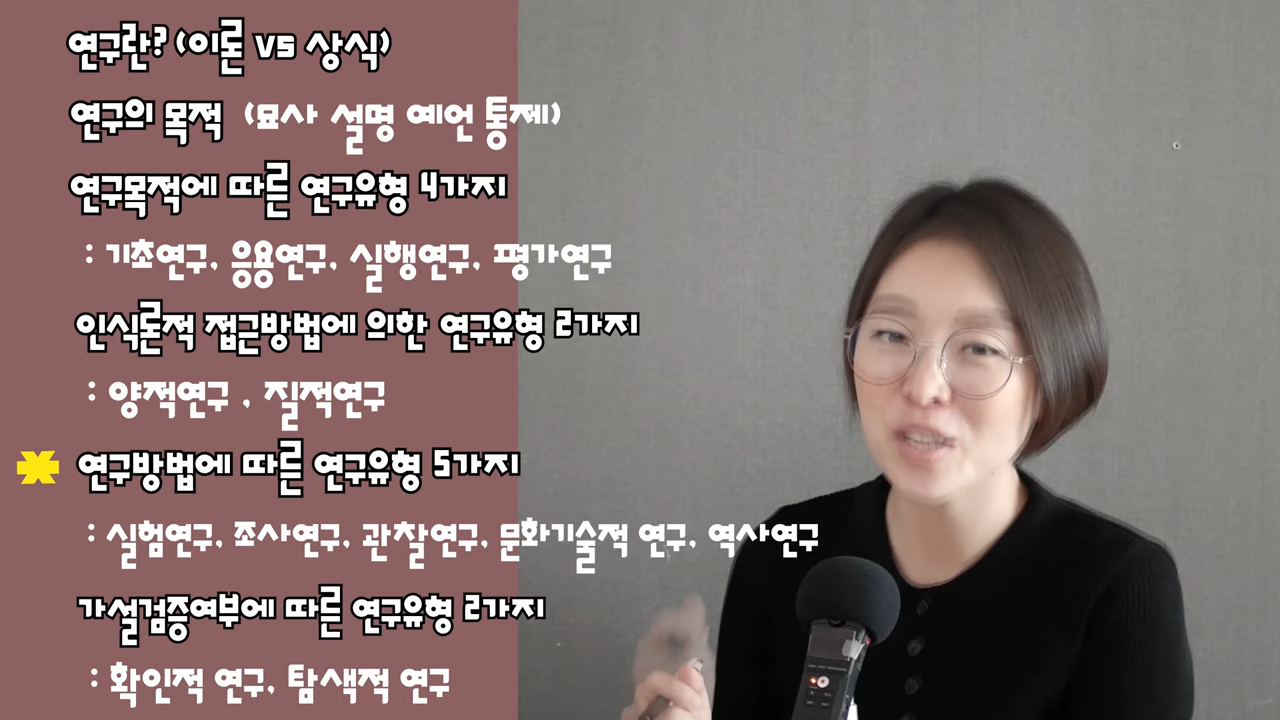 연구란? (이론 vs 상식)
연구의 목적 (묘사 설명 예언 통제)
연구목적에 따른 연구유형 4가지
: 기초연구, 응용연구, 실행연구, 평가연구
인식론적 접근방법에 의한 연구유형 2가지
: 양적연구 , 질적연구
연구방법에 따른 연구유형 5가지
: 실험연구, 조사연구, 관찰연구, 문화기술적 연구, 역사연구
가설검증여부에 따른 연구유형 2가지
: 확인적 연구, 탐색적 연구